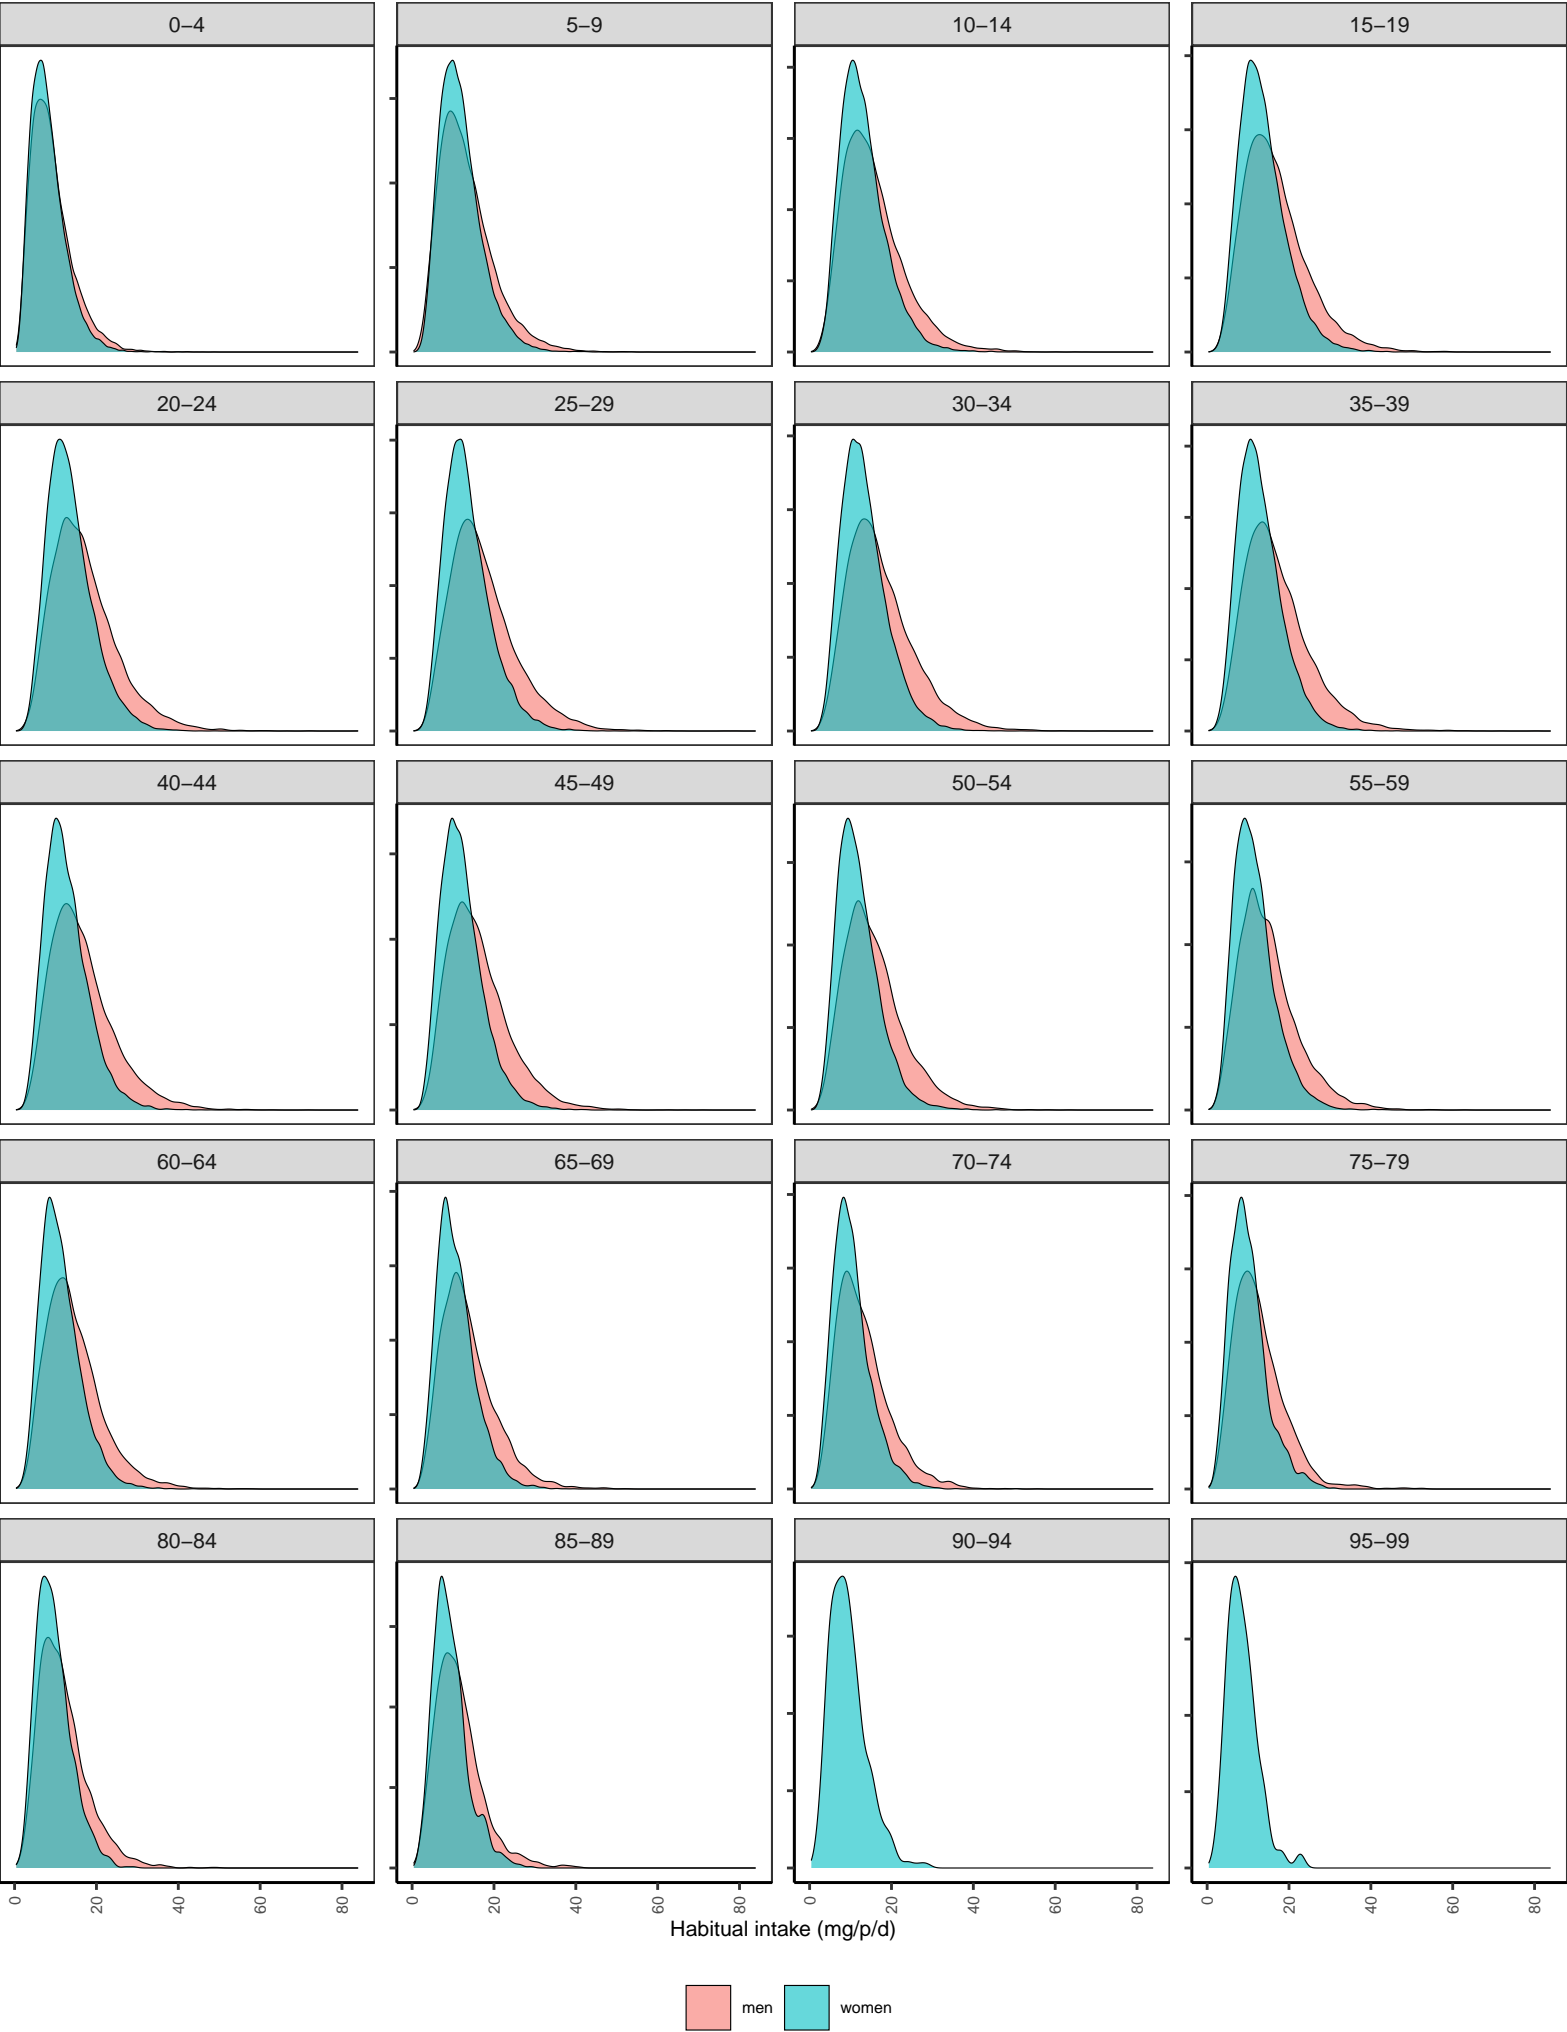 0–4 5–9 10–14 15–19
20–24 25–29 30–34 35–39
40–44 45–49 50–54 55–59
60–64 65–69 70–74 75–79
80–84 85–89 90–94 95–99
0 20 40 60 80 0 20 40 60 80 0 20 40 60 80 0 20 40 60 80
Habitual intake (mg/p/d)
men women